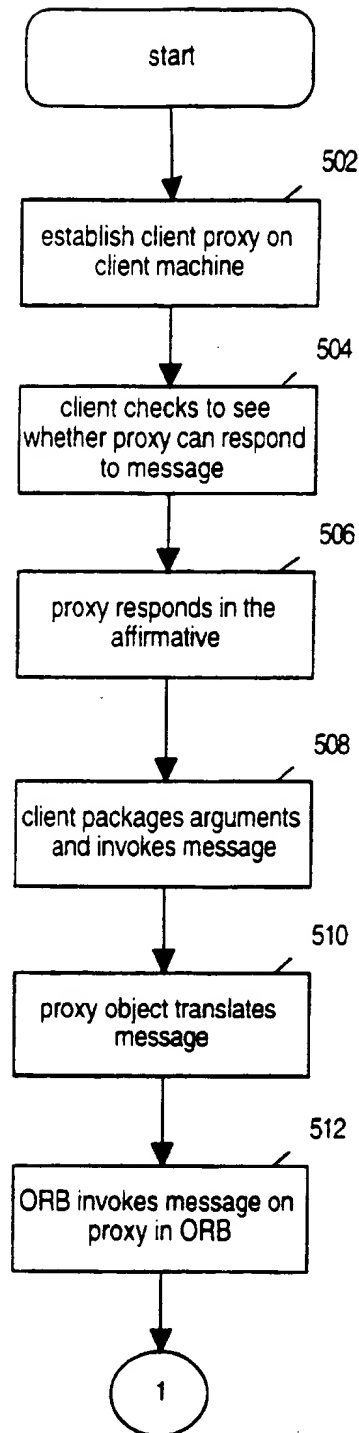 start
502
establish client proxy on
client machine
504
client checks to see
whether proxy can respond
to message
506
proxy responds in the
affirmative
508
client packages arguments
and invokes message
510
proxy object translates
message
512
ORB invokes message on
proxy in ORB
1